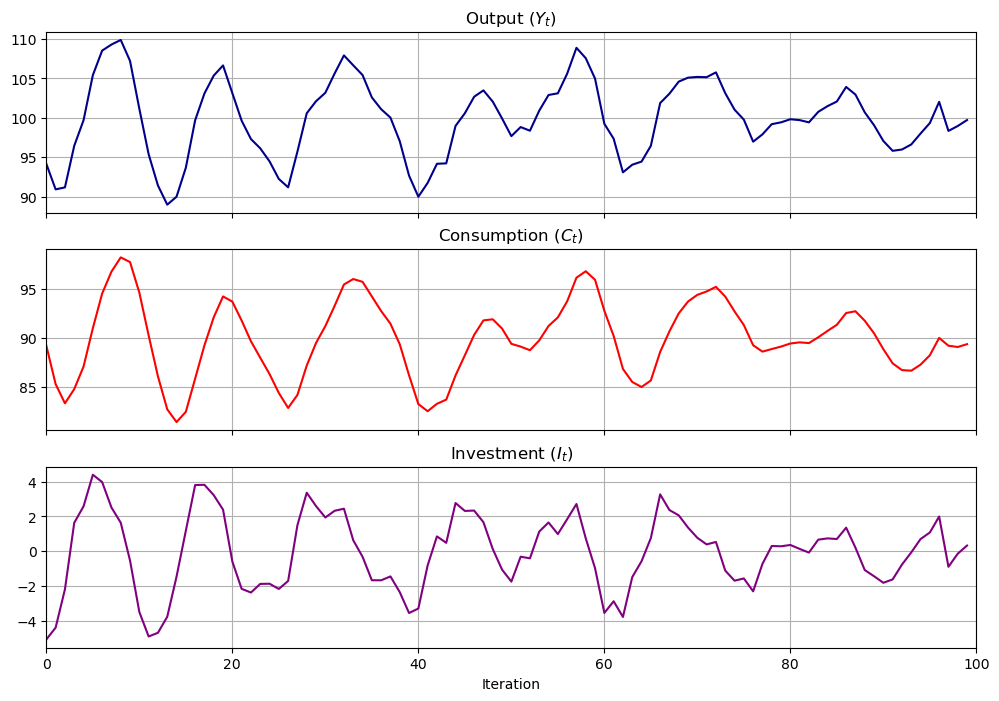 Output (Y_t)
110
105
100
95
90
Consumption (C_t)
95
90
85
Investment (I_t)
4
2
0
−2
−4
0 20 40 60 80 100
Iteration